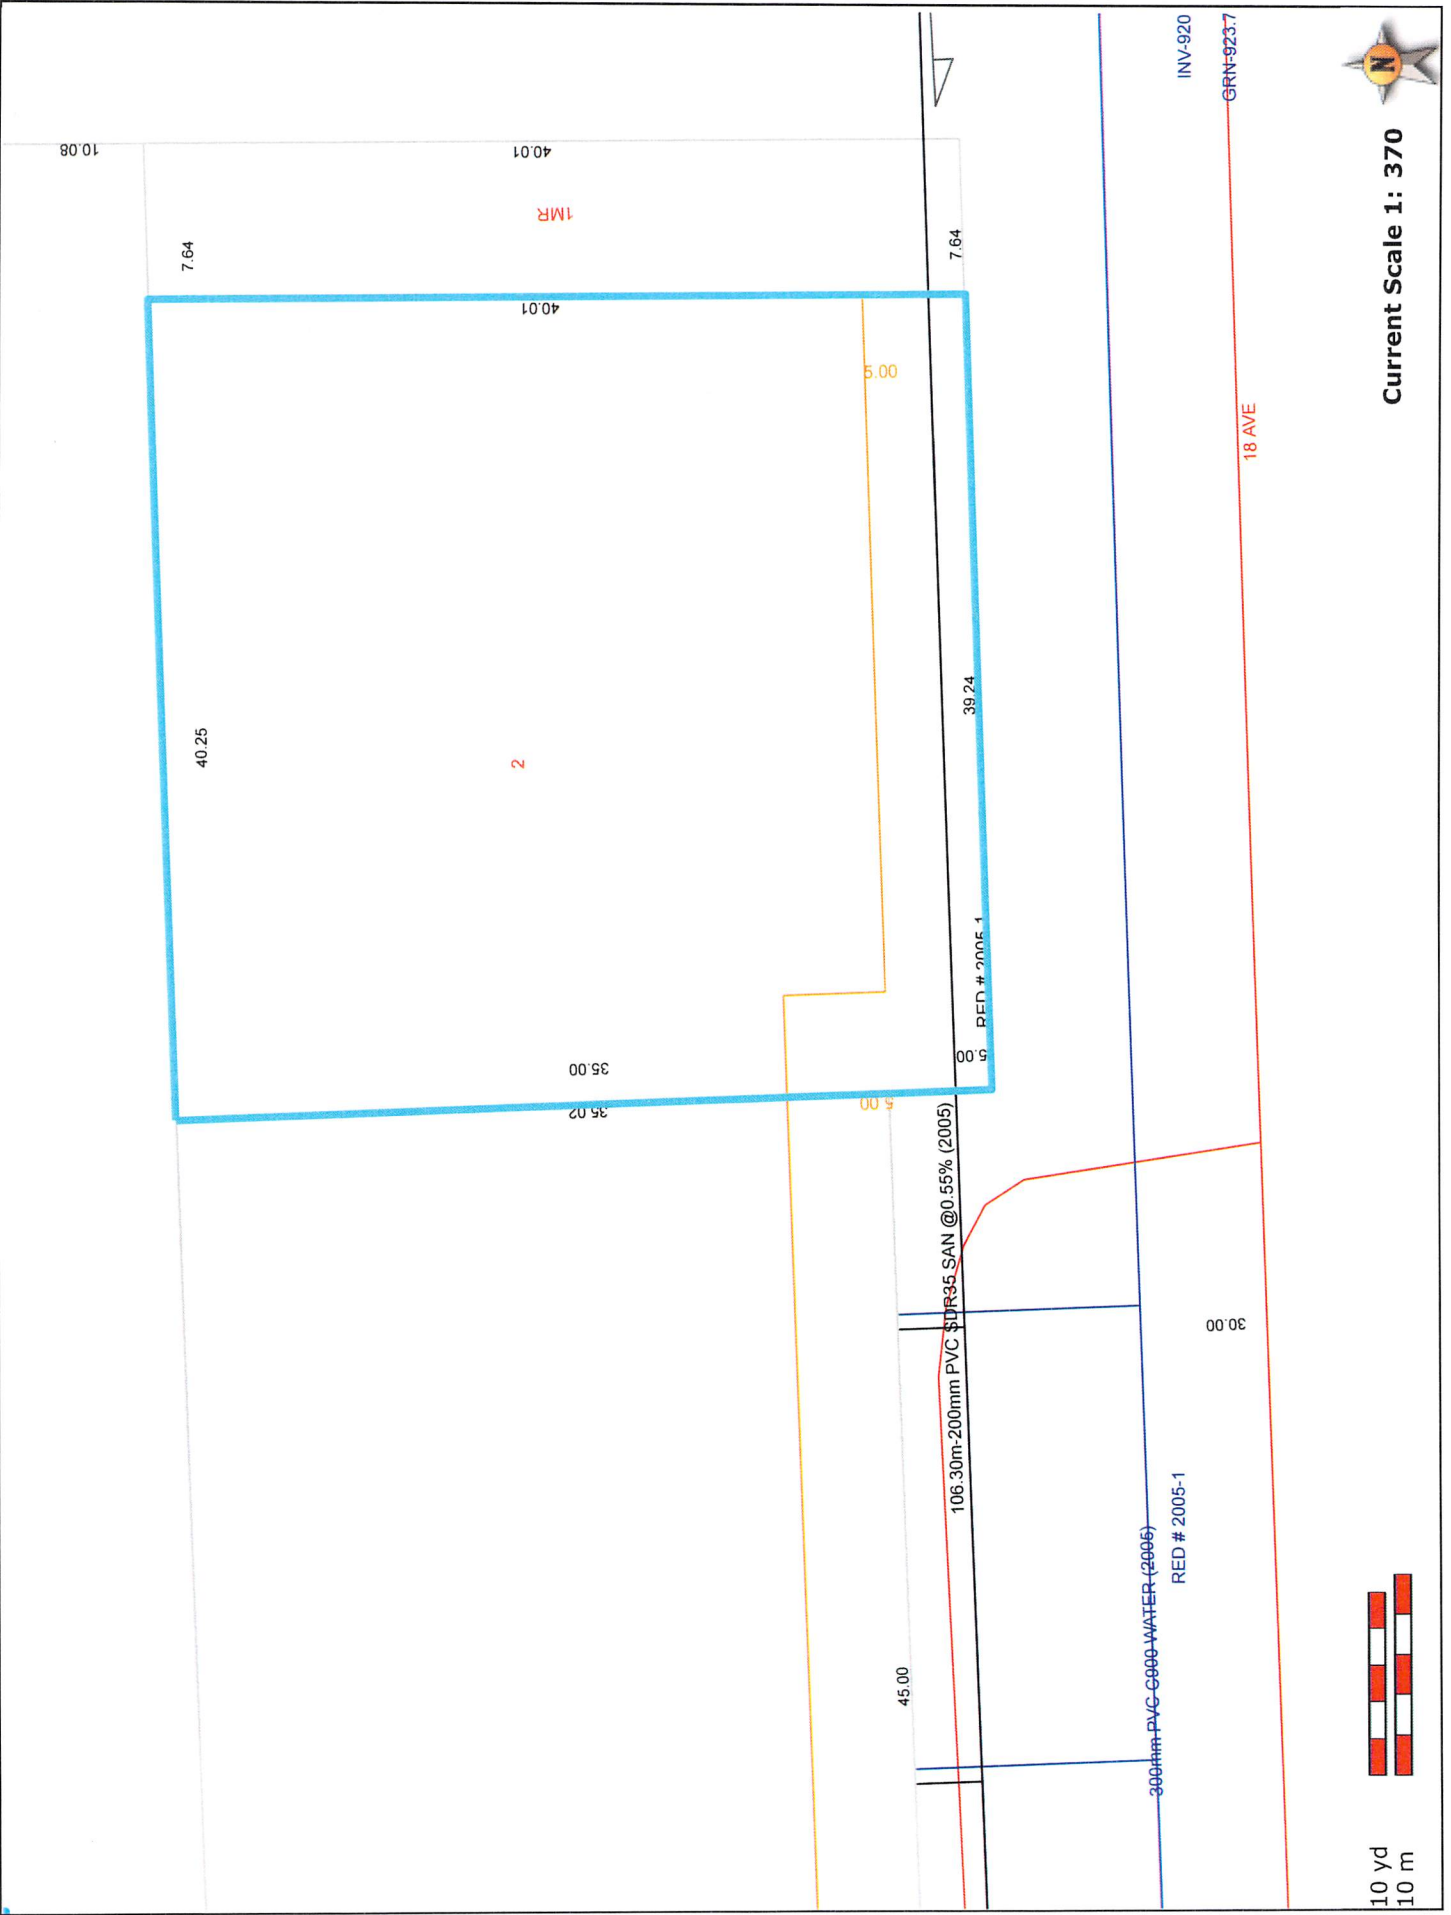 10.08
40.01
1MR
7.64
7.64
40.01
5.00
40.25
2
39.24
35.00
35.02
5.00
5.00
RED # 2005-1
106.30m-200mm PVC SDR35 SAN @0.55% (2005)
45.00
30.00
300mm PVC C900 WATER (2005)
RED # 2005-1
18 AVE
INV-920
GRN-923.7
N
Current Scale 1: 370
10 yd
10 m